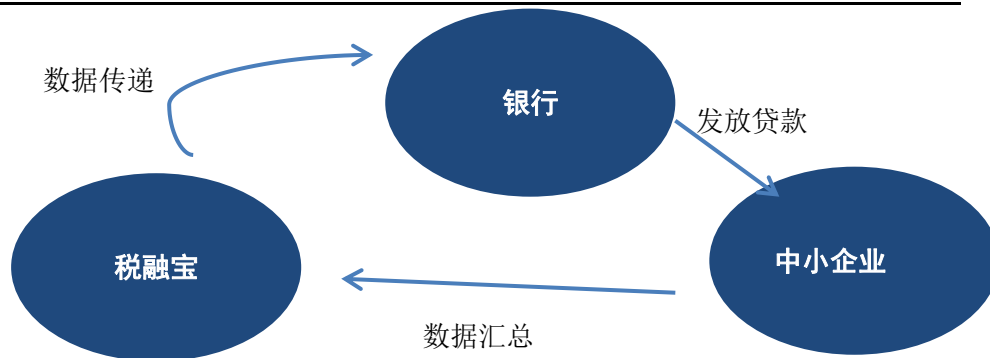 数据传递
银行
发放贷款
税融宝
中小企业
数据汇总